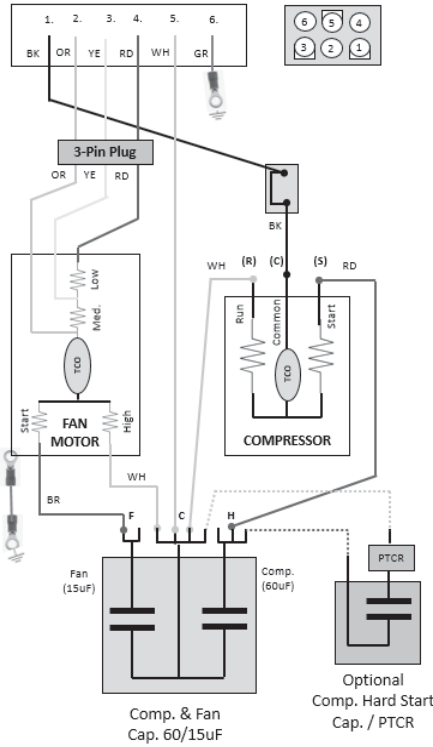 1. 2. 3. 4. 5. 6.
BK OR YE RD WH GR
6 5 4
3 2 1
3-Pin Plug
OR YE RD
BK
WH (R) (C) (S) RD
Low
Med.
TCO
Start
FAN
MOTOR
High
Run
Common
Start
TCO
COMPRESSOR
WH
BR
F C H
Fan
(15uF)
Comp.
(60uF)
PTCR
Optional
Comp. Hard Start
Cap. / PTCR
Comp. & Fan
Cap. 60/15uF